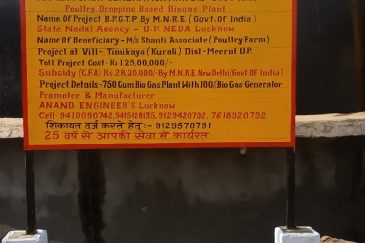 Poultry Dropping Based Biogas Plant
Name Of Project B.P.G.T.P By M.N.R.E ( Govt. Of India )
State Nodal Agency - U.P. NEDA Lucknow
Name Of Beneficiary - M/s Shanti Associate (Poultry Farm)
Project at Vill - Timikaya (Kurali) Dist - Meerut U.P.
Totl Project Cost - Rs 1,25,00,000/-
Subsidy (C.F.A) Rs. 28,20,000/- By M.N.R.E. New Delhi (Govt. Of India)
Project Details - 750 Cum Bio Gas Plant With 100/Bio Gas Generator
Promoter & Manufacturer
ANAND ENGINEER'S Lucknow
Cell- 9410090742, 9415128135, 9129420792, 7618920792
शिकायत दर्ज कराते हेतु:- 9129570791
25 वर्षे से आपकी सेवा में कार्यरत